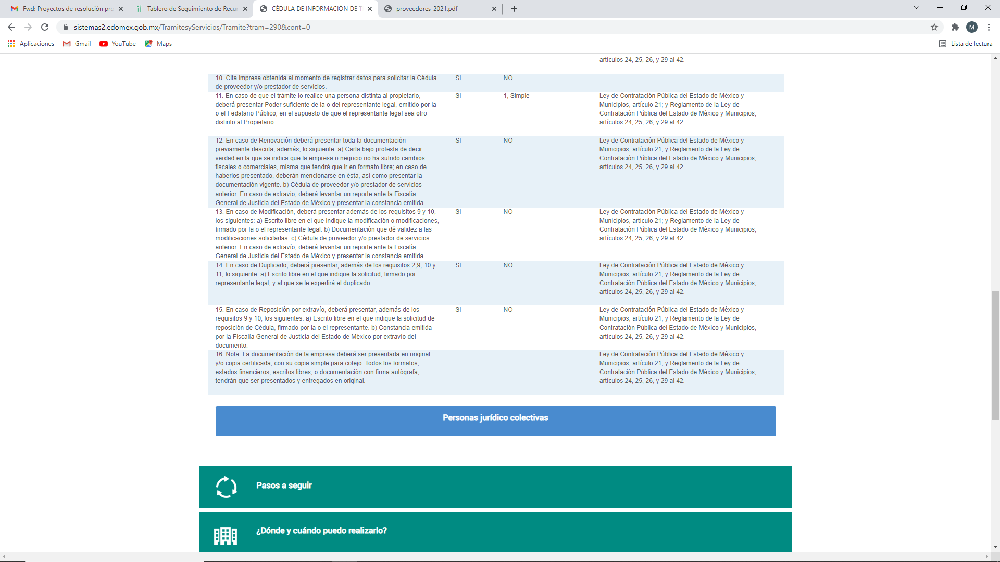 Fwd: Proyectos de resolución pro
Tablero de Seguimiento de Recur
CÉDULA DE INFORMACIÓN DE T
proveedores-2021.pdf
sistemas2.edomex.gob.mx/TramitesyServicios/Tramite?tram=290&cont=0
M
Aplicaciones
Gmail
YouTube
Maps
Lista de lectura
artículos 24, 25, 26, y 29 al 42.
10. Cita impresa obtenida al momento de registrar datos para solicitar la Cédula
de proveedor y/o prestador de servicios.
SI
NO
11. En caso de que el trámite lo realice una persona distinta al propietario,
deberá presentar Poder suficiente de la o del representante legal, emitido por la
o el Fedatario Público, en el supuesto de que el representante legal sea otro
distinto al Propietario.
SI
1, Simple
Ley de Contratación Pública del Estado de México y
Municipios, artículo 21; y Reglamento de la Ley de
Contratación Pública del Estado de México y Municipios,
artículos 24, 25, 26, y 29 al 42.
12. En caso de Renovación deberá presentar toda la documentación
previamente descrita, además, lo siguiente: a) Carta bajo protesta de decir
verdad en la que se indica que la empresa o negocio no ha sufrido cambios
fiscales o comerciales, misma que tendrá que ir en formato libre; en caso de
haberlos presentado, deberán mencionarse en ésta, así como presentar la
documentación vigente. b) Cédula de proveedor y/o prestador de servicios
anterior. En caso de extravío, deberá levantar un reporte ante la Fiscalía
General de Justicia del Estado de México y presentar la constancia emitida.
SI
NO
Ley de Contratación Pública del Estado de México y
Municipios, artículo 21; y Reglamento de la Ley de
Contratación Pública del Estado de México y Municipios,
artículos 24, 25, 26, y 29 al 42.
13. En caso de Modificación, deberá presentar además de los requisitos 9 y 10,
los siguientes: a) Escrito libre en el que indique la modificación o modificaciones,
firmado por la o el representante legal. b) Documentación que dé validez a las
modificaciones solicitadas. c) Cédula de proveedor y/o prestador de servicios
anterior. En caso de extravío, deberá levantar un reporte ante la Fiscalía
General de Justicia del Estado de México y presentar la constancia emitida.
SI
NO
Ley de Contratación Pública del Estado de México y
Municipios, artículo 21; y Reglamento de la Ley de
Contratación Pública del Estado de México y Municipios,
artículos 24, 25, 26, y 29 al 42.
14. En caso de Duplicado, deberá presentar, además de los requisitos 2,9, 10 y
11, lo siguiente: a) Escrito libre en el que indique la solicitud, firmado por
representante legal, y al que se le expedirá el duplicado.
SI
NO
Ley de Contratación Pública del Estado de México y
Municipios, artículo 21; y Reglamento de la Ley de
Contratación Pública del Estado de México y Municipios,
artículos 24, 25, 26, y 29 al 42.
15. En caso de Reposición por extravío, deberá presentar, además de los
requisitos 9 y 10, los siguientes: a) Escrito libre en el que indique la solicitud de
reposición de Cédula, firmado por la o el representante. b) Constancia emitida
por la Fiscalía General de Justicia del Estado de México por extravío del
documento.
SI
NO
Ley de Contratación Pública del Estado de México y
Municipios, artículo 21; y Reglamento de la Ley de
Contratación Pública del Estado de México y Municipios,
artículos 24, 25, 26, y 29 al 42.
16. Nota: La documentación de la empresa deberá ser presentada en original
y/o copia certificada, con su copia simple para cotejo. Todos los formatos,
estados financieros, escritos libres, o documentación con firma autógrafa,
tendrán que ser presentados y entregados en original.
Ley de Contratación Pública del Estado de México y
Municipios, artículo 21; y Reglamento de la Ley de
Contratación Pública del Estado de México y Municipios,
artículos 24, 25, 26, y 29 al 42.
Personas jurídico colectivas
Pasos a seguir
¿Dónde y cuándo puedo realizarlo?